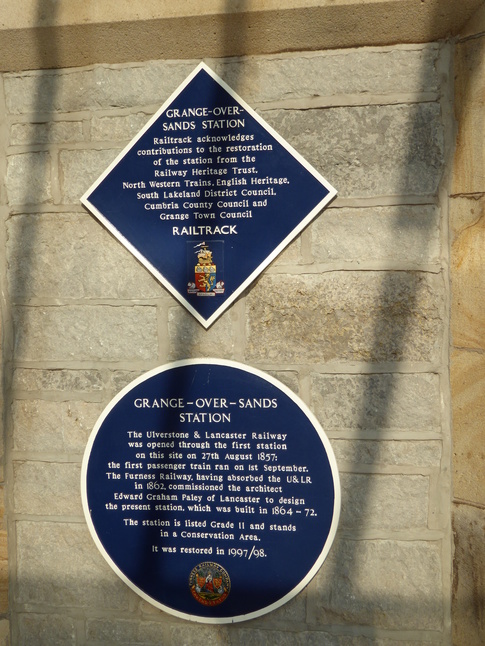 GRANGE-OVER-
SANDS STATION
Railtrack acknowledges
contributions to the restoration
of the station from the
Railway Heritage Trust,
North Western Trains, English Heritage,
South Lakeland District Council,
Cumbria County Council and
Grange Town Council
RAILTRACK
GRANGE-OVER-SANDS
STATION
The Ulverstone & Lancaster Railway
was opened through the first station
on this site on 27th August 1857;
the first passenger train ran on 1st September.
The Furness Railway, having absorbed the U&LR
in 1862, commissioned the architect
Edward Graham Paley of Lancaster to design
the present station, which was built in 1864-72.
The station is listed Grade II and stands
in a Conservation Area.
It was restored in 1997/98.